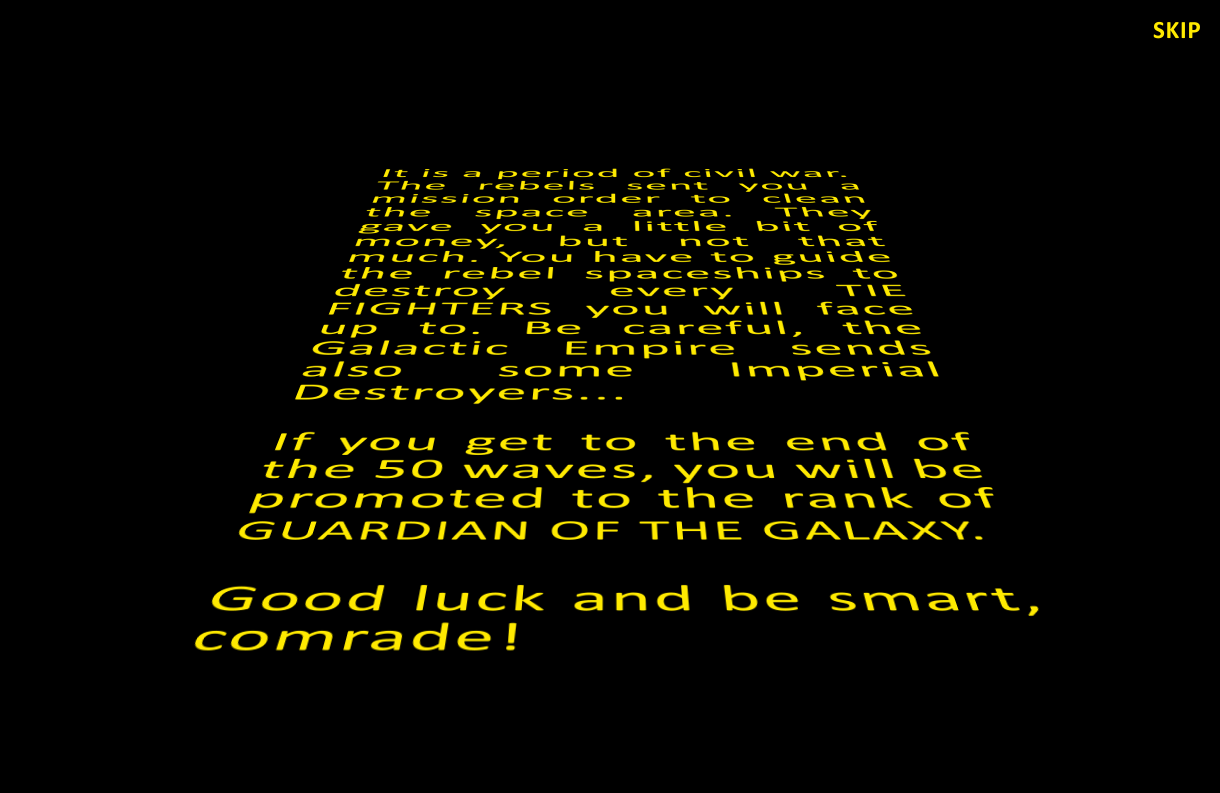 SKIP
It is a period of civil war.
The rebels sent you a
mission order to clean
the space area. They
gave you a little bit of
money, but not that
much. You have to guide
the rebel spaceships to
destroy every TIE
FIGHTERS you will face
up to. Be careful, the
Galactic Empire sends
also some Imperial
Destroyers...
If you get to the end of
the 50 waves, you will be
promoted to the rank of
GUARDIAN OF THE GALAXY.
Good luck and be smart,
comrade!